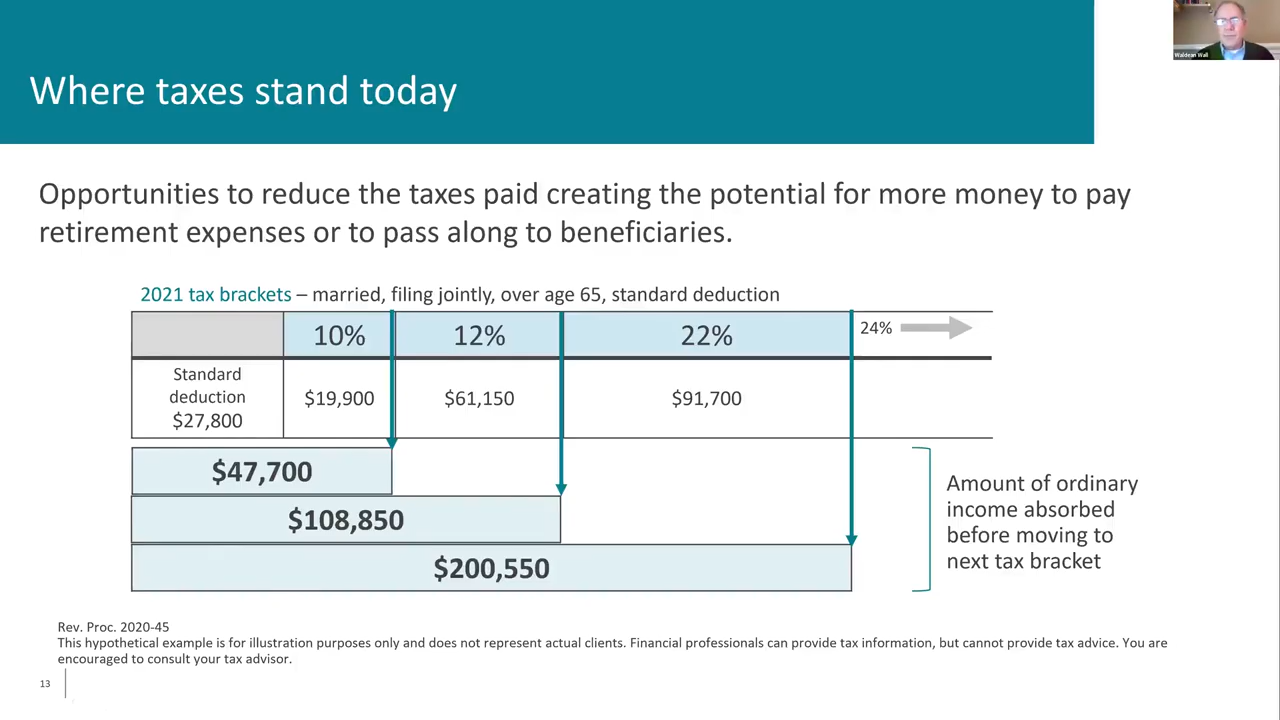 Waldean Wall
Where taxes stand today
Opportunities to reduce the taxes paid creating the potential for more money to pay
retirement expenses or to pass along to beneficiaries.
2021 tax brackets – married, filing jointly, over age 65, standard deduction
10%
12%
22%
24%
Standard
deduction
$27,800
$19,900
$61,150
$91,700
$47,700
$108,850
$200,550
Amount of ordinary
income absorbed
before moving to
next tax bracket
Rev. Proc. 2020-45
This hypothetical example is for illustration purposes only and does not represent actual clients. Financial professionals can provide tax information, but cannot provide tax advice. You are
encouraged to consult your tax advisor.
13